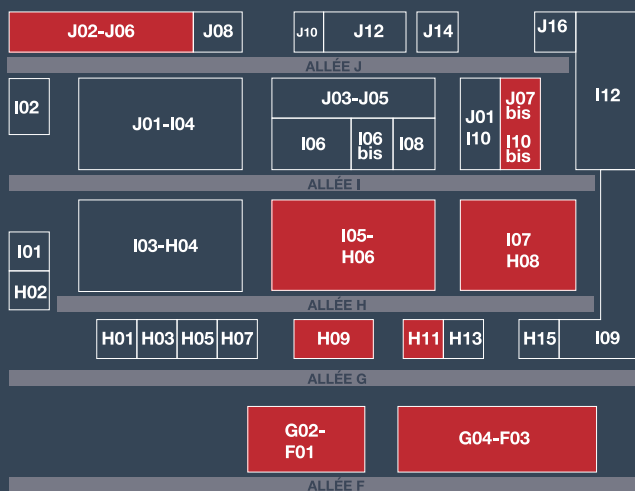 J02-J06 J08 J10 J12 J14 J16
ALLÉE J
I02 J01-I04 J03-J05 J01 J07 I12
I10 bis
I06 I06 I08 I10
bis bis
ALLÉE I
I03-H04 I05- I07
H06 H08
I01
H02
ALLÉE H
H01 H03 H05 H07 H09 H11 H13 H15 I09
ALLÉE G
G02- G04-F03
F01
ALLÉE F